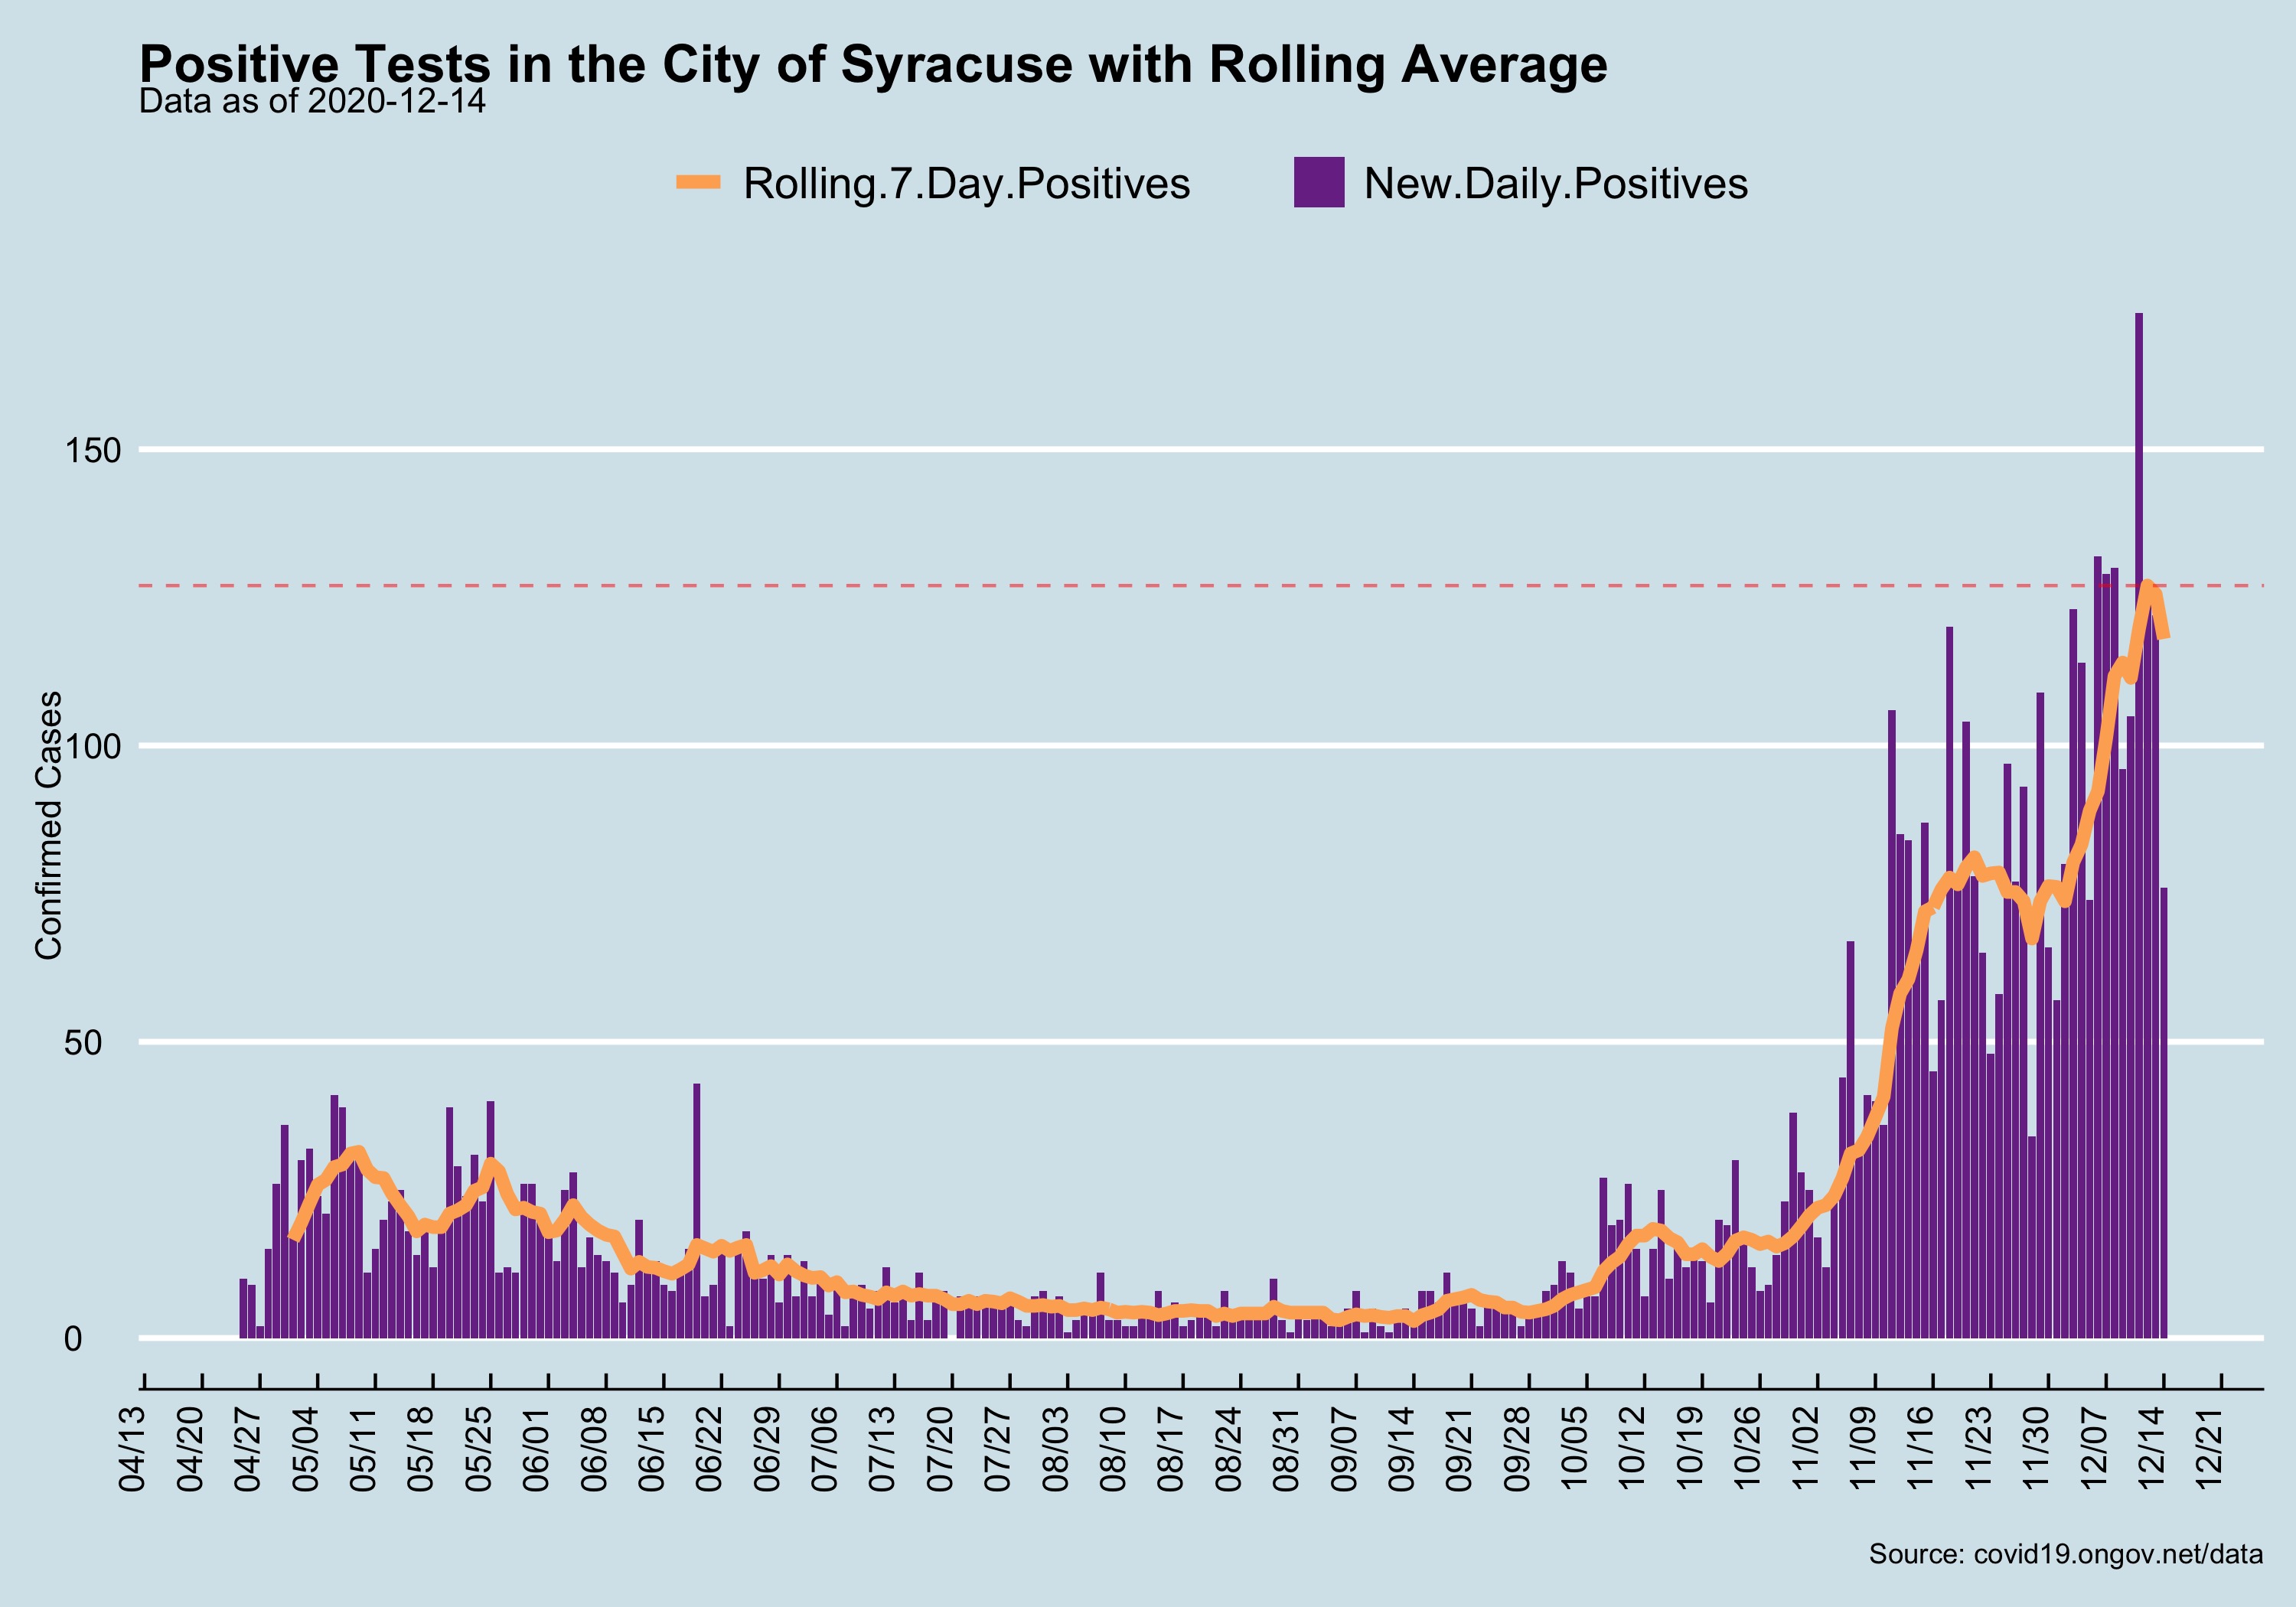 Positive Tests in the City of Syracuse with Rolling Average
Data as of 2020-12-14
Rolling.7.Day.Positives New.Daily.Positives
150
100
50
0
Confirmed Cases
04/13 04/20 04/27 05/04 05/11 05/18 05/25 06/01 06/08 06/15 06/22 06/29 07/06 07/13 07/20 07/27 08/03 08/10 08/17 08/24 08/31 09/07 09/14 09/21 09/28 10/05 10/12 10/19 10/26 11/02 11/09 11/16 11/23 11/30 12/07 12/14 12/21
Source: covid19.ongov.net/data